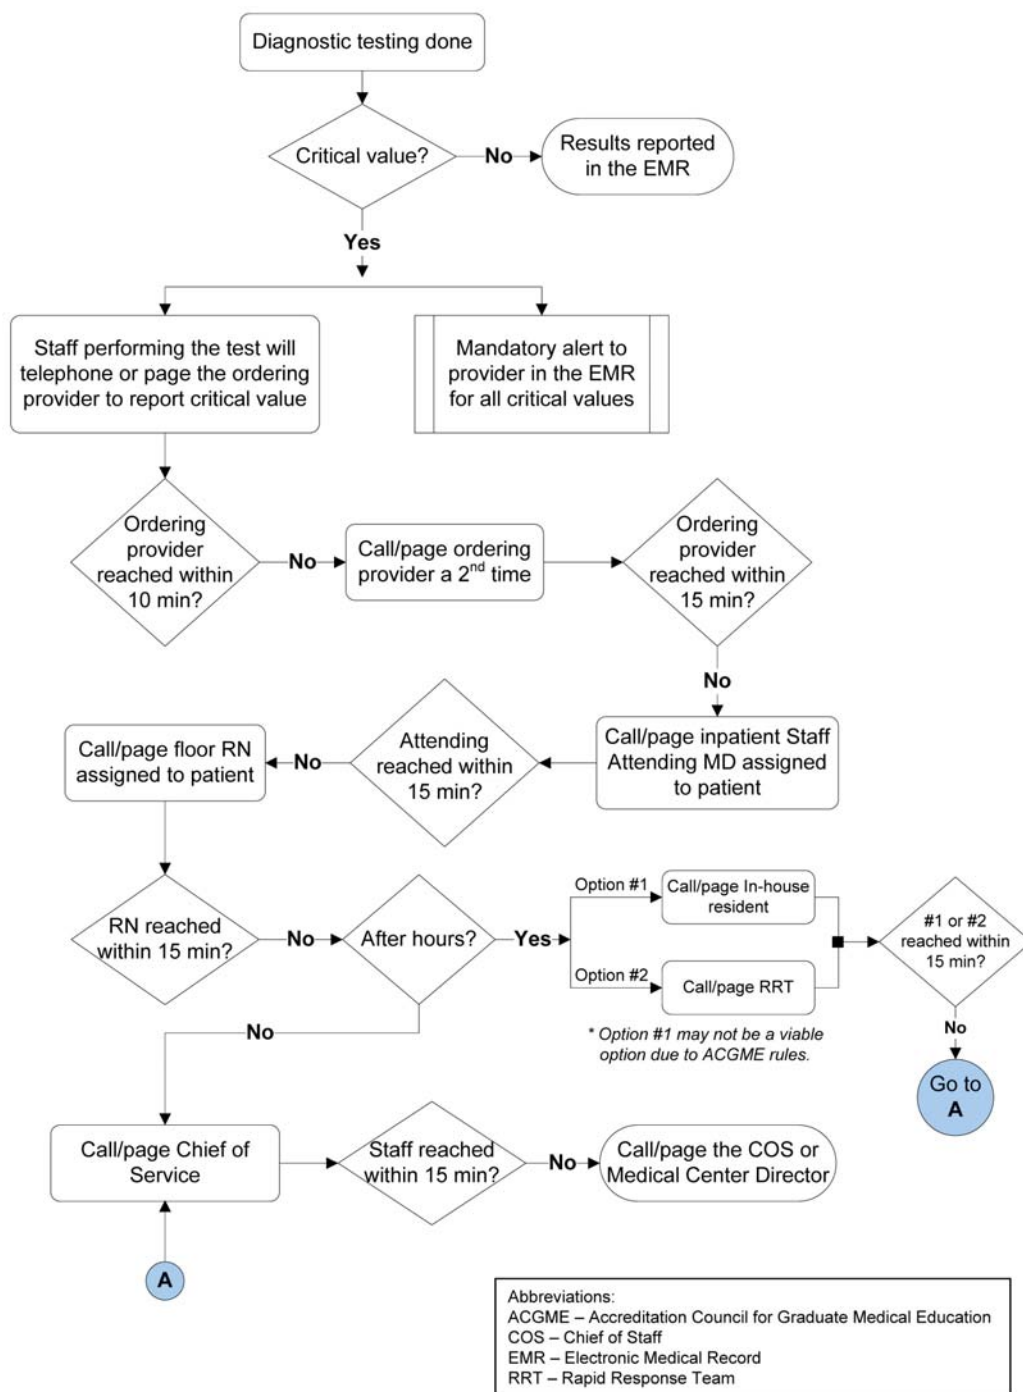 Diagnostic testing done
Critical value?
No
Results reported
in the EMR
Yes
Staff performing the test will
telephone or page the ordering
provider to report critical value
Mandatory alert to
provider in the EMR
for all critical values
Ordering
provider
reached within
10 min?
No
Call/page ordering
provider a 2nd time
Ordering
provider
reached within
15 min?
No
Call/page inpatient Staff
Attending MD assigned
to patient
Attending
reached within
15 min?
No
Call/page floor RN
assigned to patient
RN reached
within 15 min?
No
After hours?
Yes
Option #1
Call/page In-house
resident
Option #2
Call/page RRT
* Option #1 may not be a viable
option due to ACGME rules.
#1 or #2
reached within
15 min?
No
Go to
A
No
Call/page Chief of
Service
Staff reached
within 15 min?
No
Call/page the COS or
Medical Center Director
A
Abbreviations:
ACGME – Accreditation Council for Graduate Medical Education
COS – Chief of Staff
EMR – Electronic Medical Record
RRT – Rapid Response Team